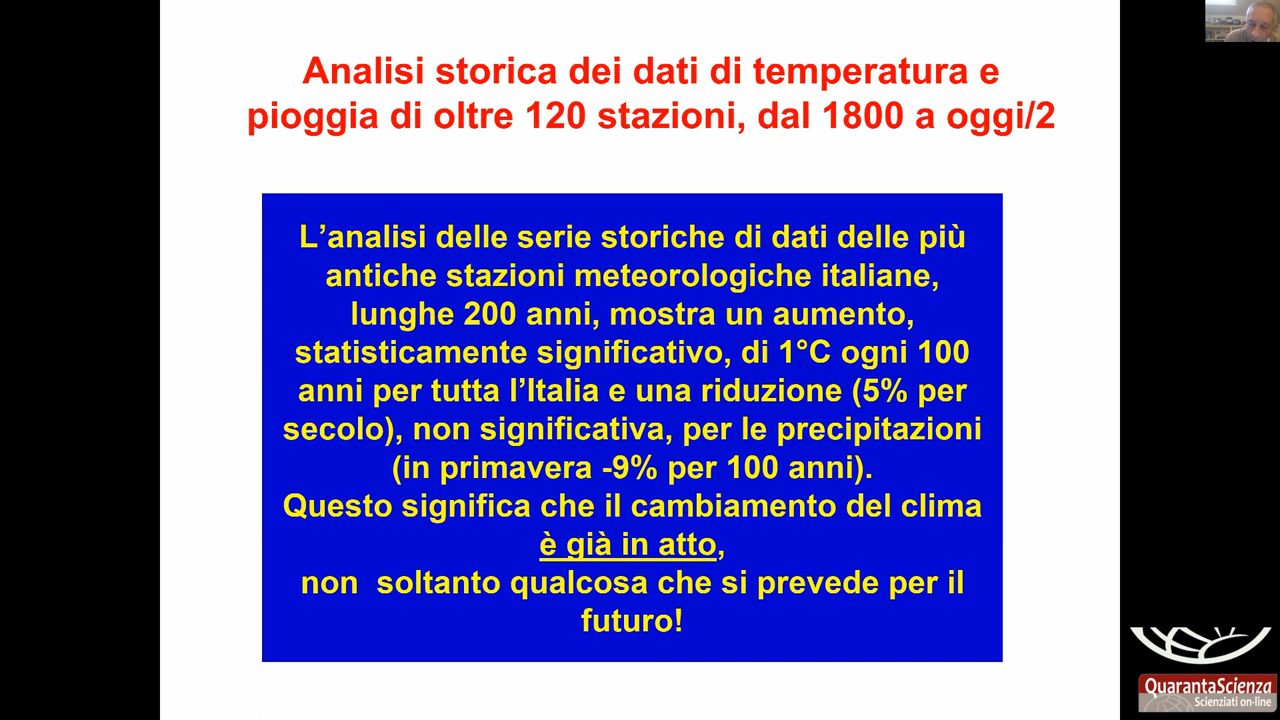 Analisi storica dei dati di temperatura e
pioggia di oltre 120 stazioni, dal 1800 a oggi/2
L’analisi delle serie storiche di dati delle più
antiche stazioni meteorologiche italiane,
lunghe 200 anni, mostra un aumento,
statisticamente significativo, di 1°C ogni 100
anni per tutta l’Italia e una riduzione (5% per
secolo), non significativa, per le precipitazioni
(in primavera -9% per 100 anni).
Questo significa che il cambiamento del clima
è già in atto,
non  soltanto qualcosa che si prevede per il
futuro!
QuarantaScienza
Scienziati on-line